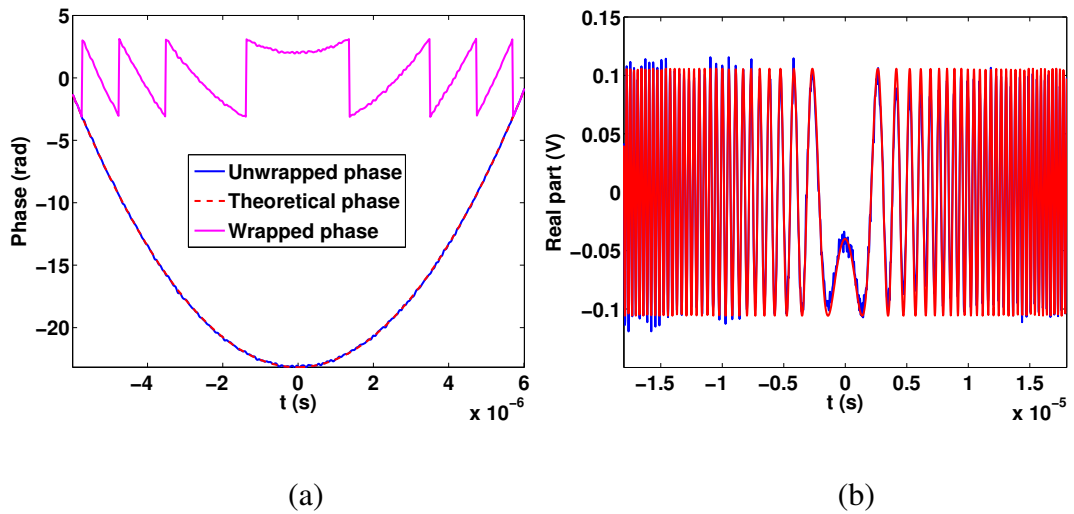 5
0
−5
−10
−15
−20
Phase (rad)
Unwrapped phase
Theoretical phase
Wrapped phase
−4 −2 0 2 4 6
t (s)
x 10−6
(a)
0.15
0.1
0.05
0
−0.05
−0.1
Real part (V)
−1.5 −1 −0.5 0 0.5 1 1.5
t (s)
x 10−5
(b)